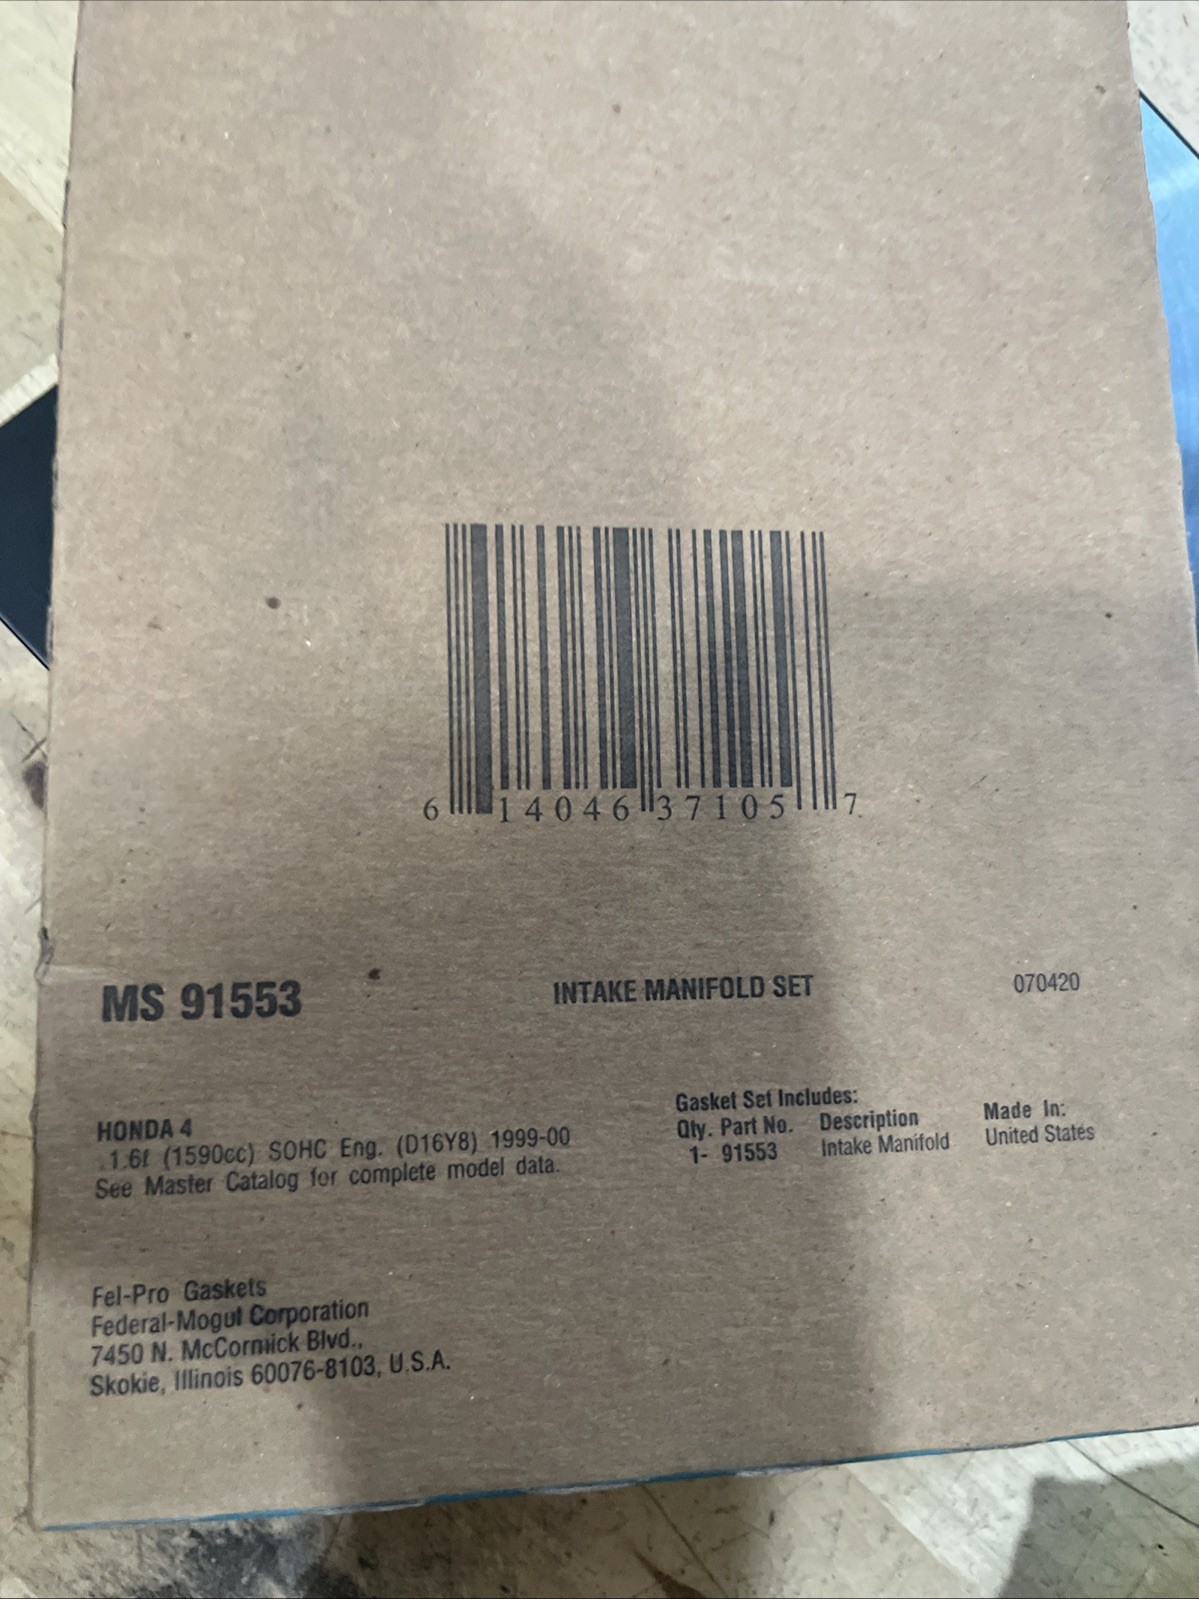 6 14046 37105 7
MS 91553 INTAKE MANIFOLD SET 070420
HONDA 4
1.6ℓ (1590cc) SOHC Eng. (D16Y8) 1999-00
See Master Catalog for complete model data.
Gasket Set Includes:
Qty. Part No. Description
1- 91553 Intake Manifold
Made In:
United States
Fel-Pro Gaskets
Federal-Mogul Corporation
7450 N. McCormick Blvd.,
Skokie, Illinois 60076-8103, U.S.A.